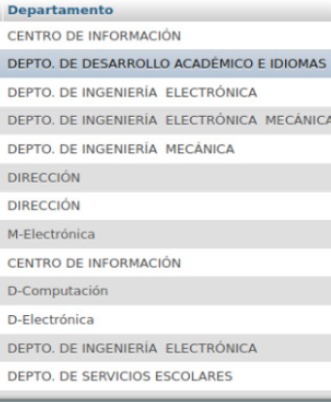 Departamento
CENTRO DE INFORMACIÓN
DEPTO. DE DESARROLLO ACADÉMICO E IDIOMAS
DEPTO. DE INGENIERÍA ELECTRÓNICA
DEPTO. DE INGENIERÍA ELECTRÓNICA MECÁNICA
DEPTO. DE INGENIERÍA MECÁNICA
DIRECCIÓN
DIRECCIÓN
M-Electrónica
CENTRO DE INFORMACIÓN
D-Computación
D-Electrónica
DEPTO. DE INGENIERÍA ELECTRÓNICA
DEPTO. DE SERVICIOS ESCOLARES